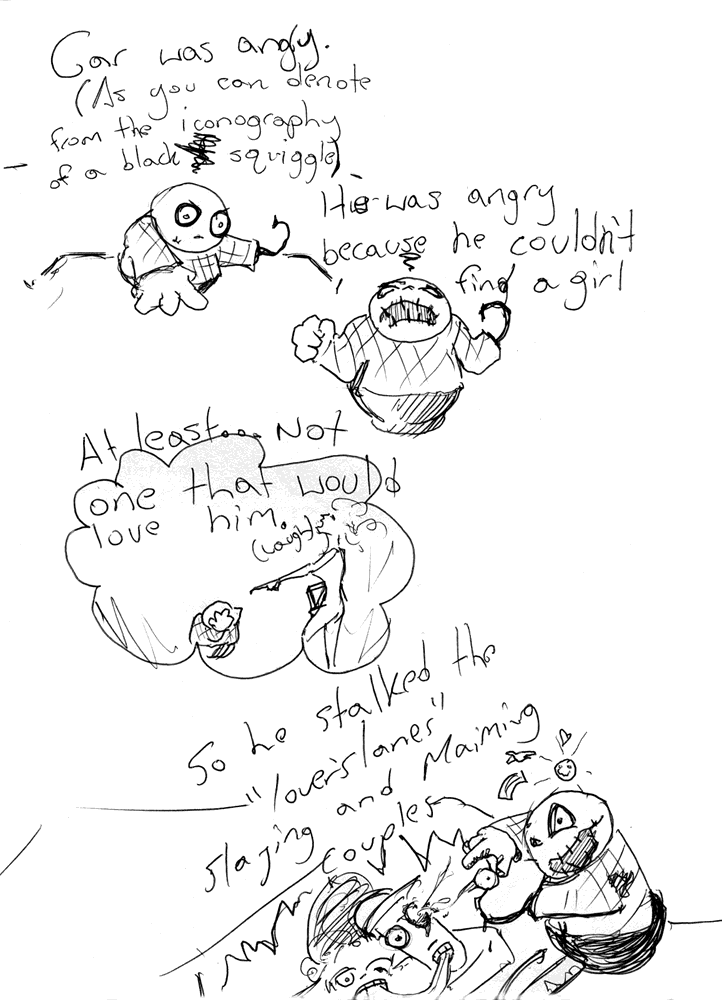 Gar was angry.
(As you can denote
from the iconography
of a black squiggle)
He was angry
because he couldn't
find a girl
At least... Not
one that would
love him.
(laugh)
So he stalked the
"lover's lanes"
slaying and Maiming
couples